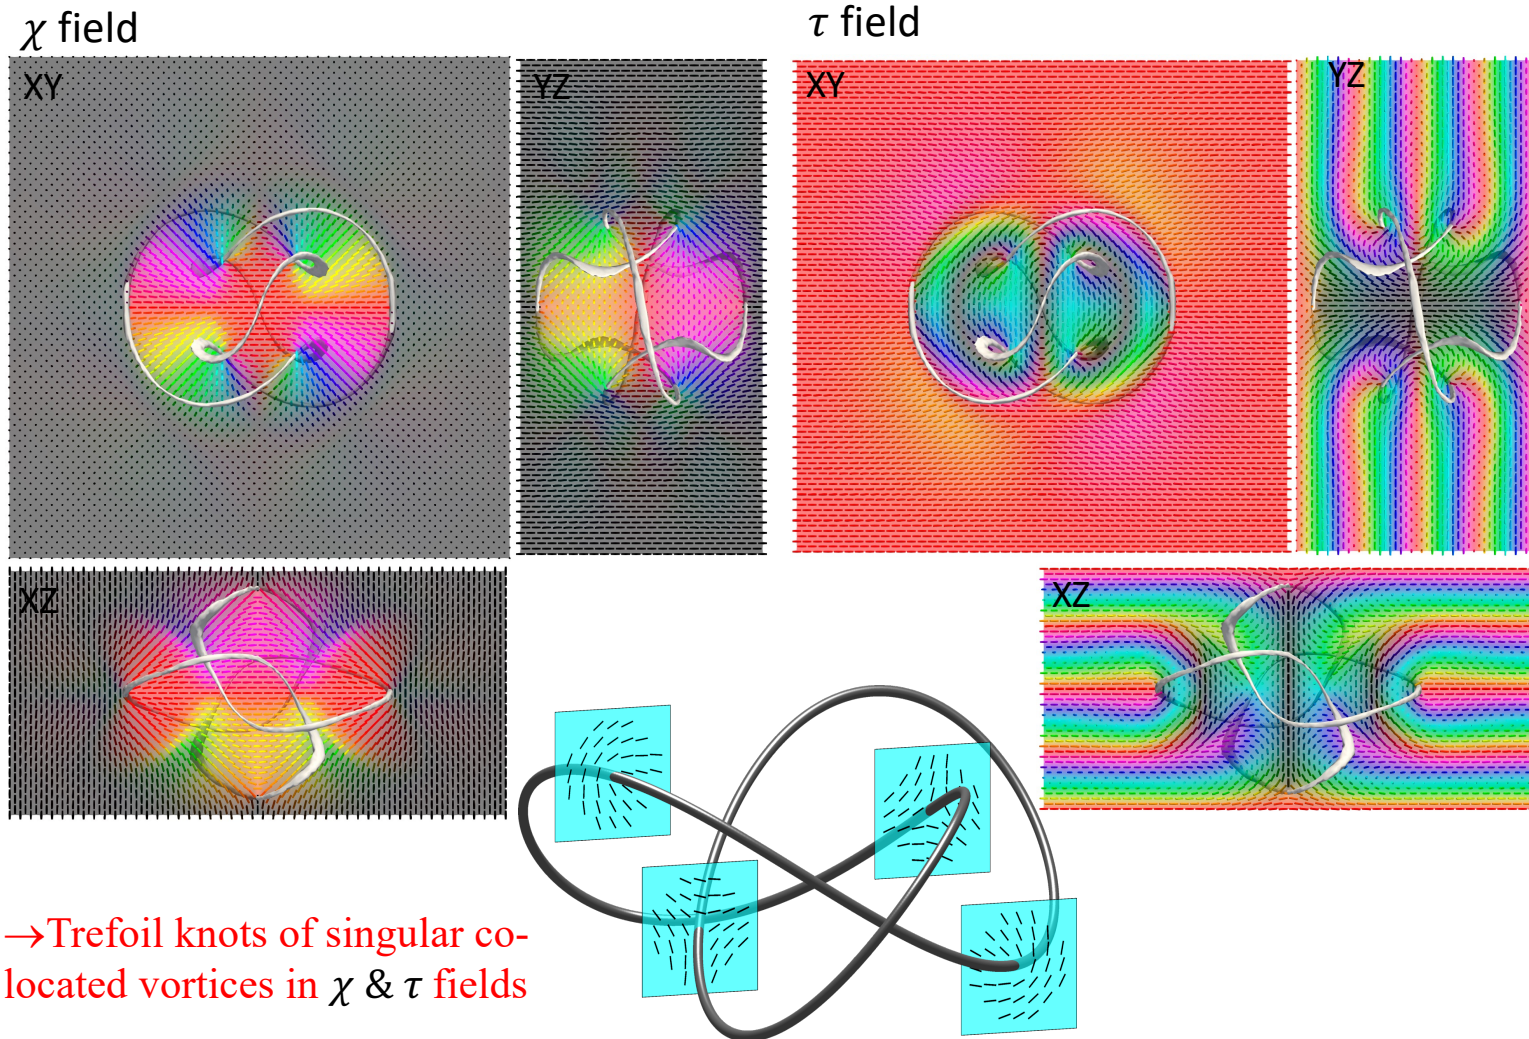 χ field
τ field
XY
YZ
XY
YZ
XZ
XZ
→Trefoil knots of singular co-
located vortices in χ & τ fields